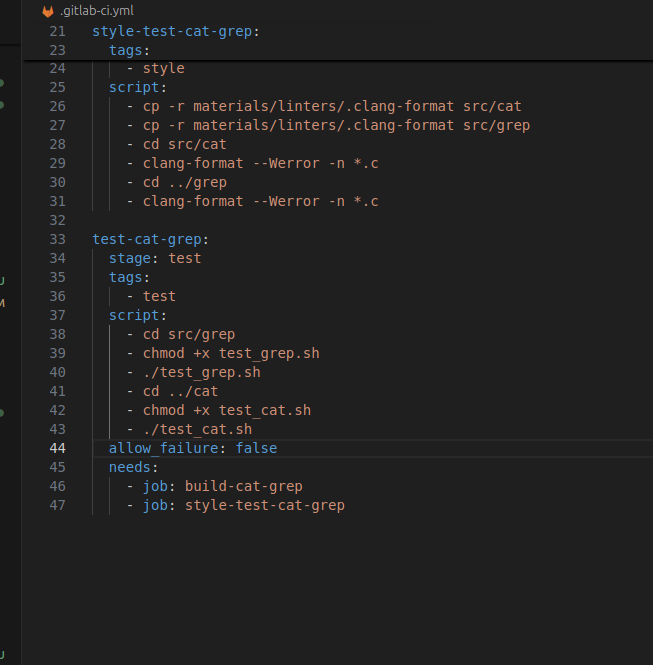 .gitlab-ci.yml
21 style-test-cat-grep:
23 tags:
24 - style
25 script:
26 - cp -r materials/linters/.clang-format src/cat
27 - cp -r materials/linters/.clang-format src/grep
28 - cd src/cat
29 - clang-format --Werror -n *.c
30 - cd ../grep
31 - clang-format --Werror -n *.c
32
33 test-cat-grep:
34 stage: test
35 tags:
36 - test
37 script:
38 - cd src/grep
39 - chmod +x test_grep.sh
40 - ./test_grep.sh
41 - cd ../cat
42 - chmod +x test_cat.sh
43 - ./test_cat.sh
44 allow_failure: false
45 needs:
46 - job: build-cat-grep
47 - job: style-test-cat-grep